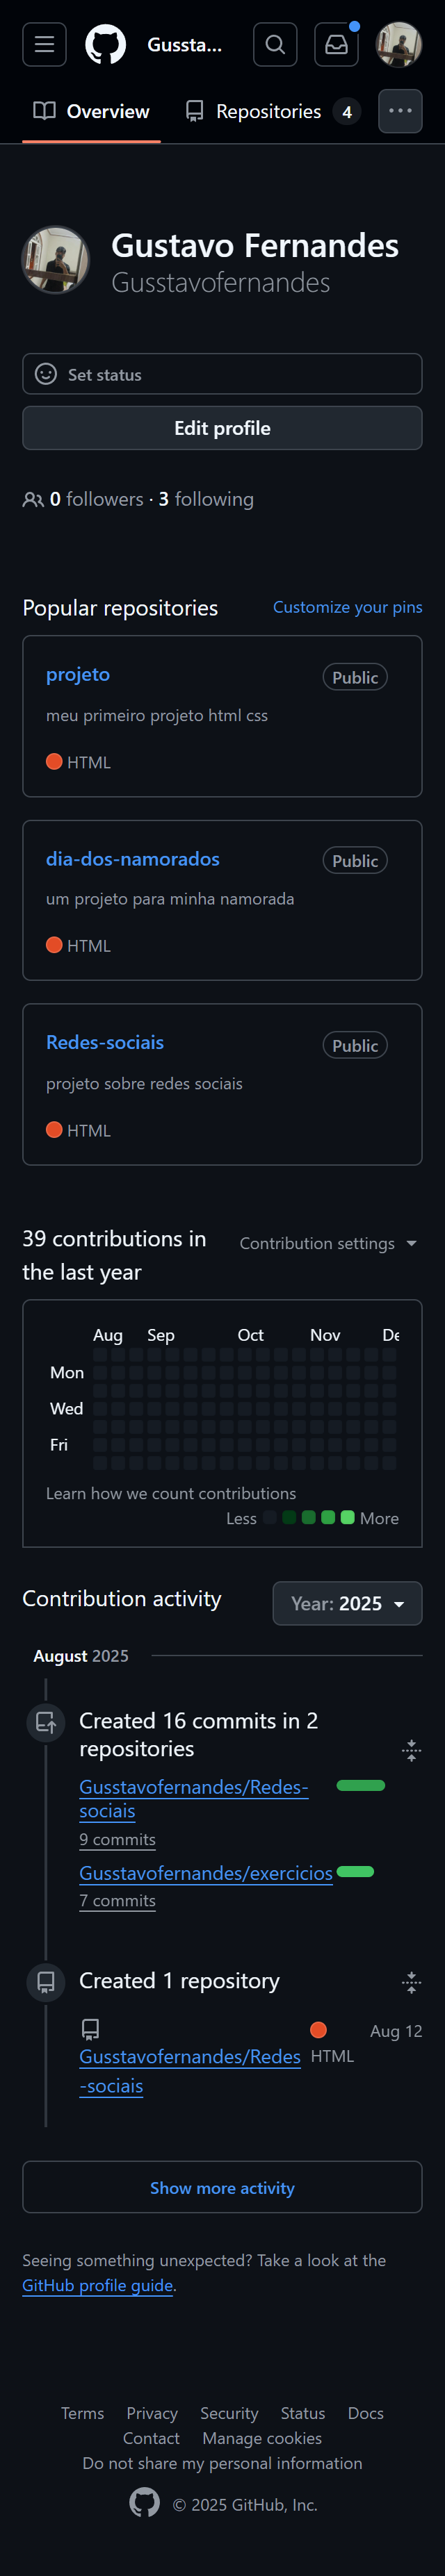 Gussta...
Overview
Repositories 4
Gustavo Fernandes
Gusstavofernandes
Set status
Edit profile
0 followers · 3 following
Popular repositories
Customize your pins
projeto
Public
meu primeiro projeto html css
HTML
dia-dos-namorados
Public
um projeto para minha namorada
HTML
Redes-sociais
Public
projeto sobre redes sociais
HTML
39 contributions in
the last year
Contribution settings
Aug Sep Oct Nov De
Mon
Wed
Fri
Learn how we count contributions
Less More
Contribution activity
Year: 2025
August 2025
Created 16 commits in 2
repositories
Gusstavofernandes/Redes-
sociais
9 commits
Gusstavofernandes/exercicios
7 commits
Created 1 repository
Gusstavofernandes/Redes
-sociais
HTML
Aug 12
Show more activity
Seeing something unexpected? Take a look at the
GitHub profile guide.
Terms Privacy Security Status Docs
Contact Manage cookies
Do not share my personal information
© 2025 GitHub, Inc.